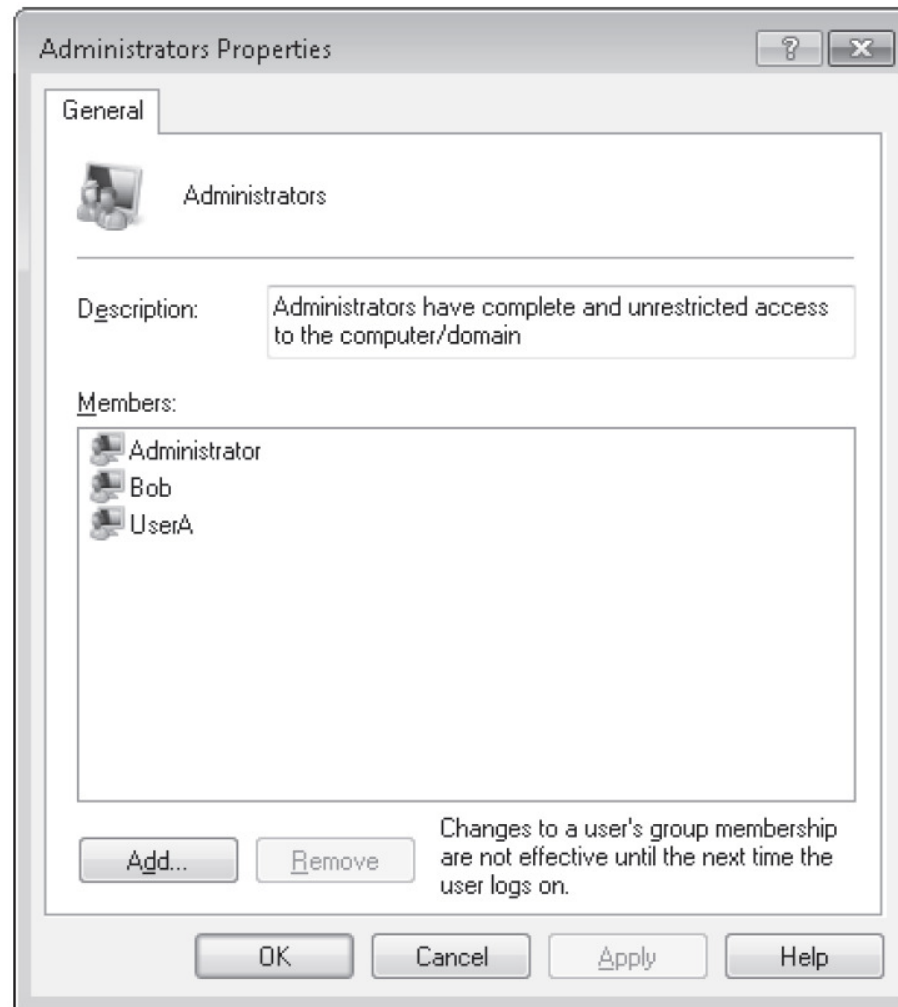 Administrators Properties
General
Administrators
Description:
Administrators have complete and unrestricted access
to the computer/domain
Members:
Administrator
Bob
UserA
Add...
Remove
Changes to a user's group membership
are not effective until the next time the
user logs on.
OK
Cancel
Apply
Help